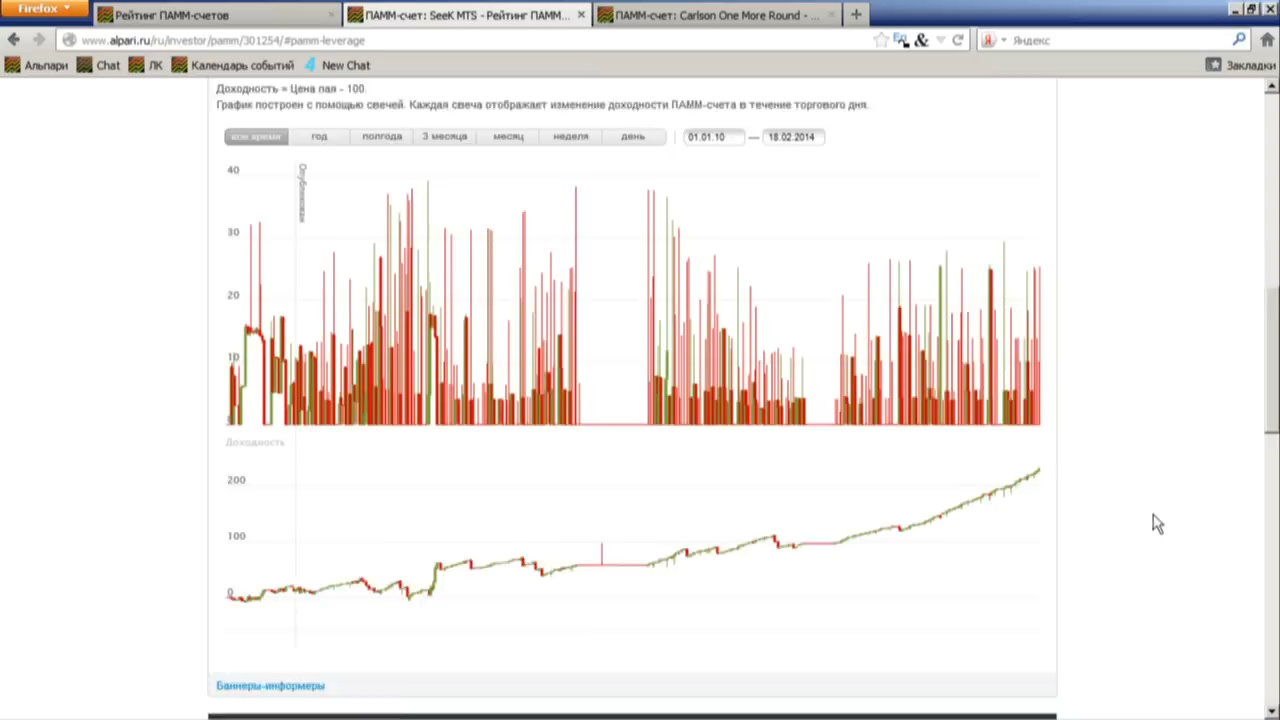 Firefox
Рейтинг ПАММ-счетов
ПАММ-счет: SeeK MTS - Рейтинг ПАММ...
ПАММ-счет: Carlson One More Round - ...
www.alpari.ru/ru/investor/pamm/301254/#pamm-leverage
Яндекс
Альпари
Chat
ЛК
Календарь событий
New Chat
Закладки
Доходность = Цена пая - 100.
График построен с помощью свечей. Каждая свеча отображает изменение доходности ПАММ-счета в течение торгового дня.
все время год полгода 3 месяца месяц неделя день 01.01.10 — 18.02.2014
40
Опубликован
30
20
10
Доходность
200
100
0
Баннеры-информеры